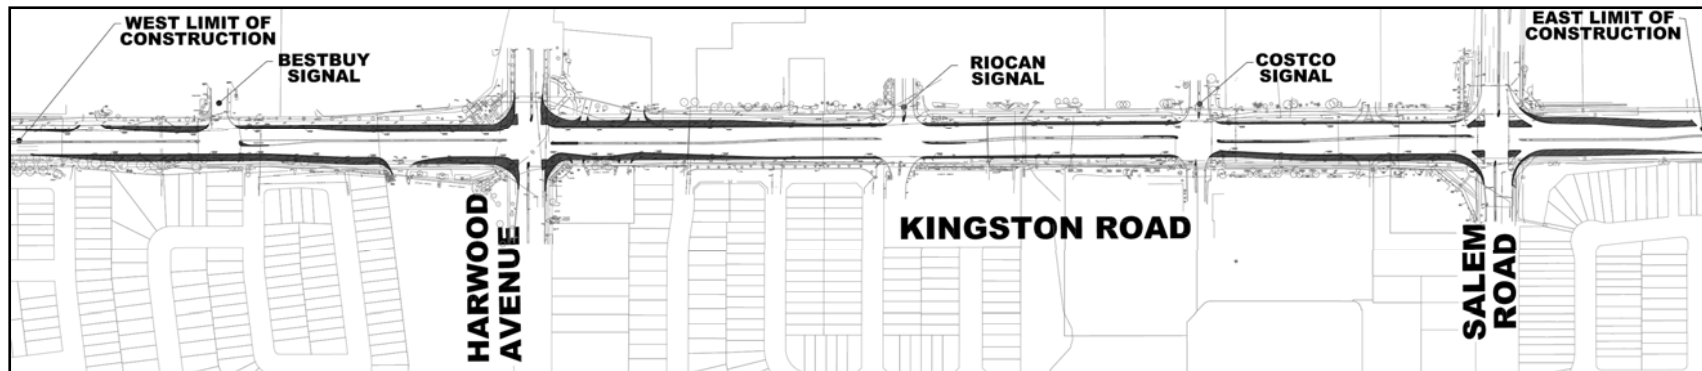 WEST LIMIT OF
CONSTRUCTION
BESTBUY
SIGNAL
RIOCAN
SIGNAL
COSTCO
SIGNAL
EAST LIMIT OF
CONSTRUCTION
HARWOOD
AVENUE
KINGSTON ROAD
SALEM
ROAD